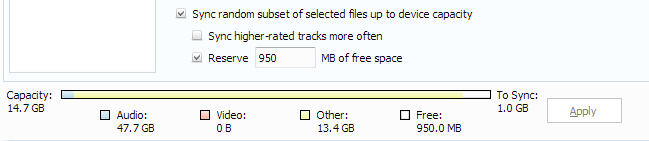 Sync random subset of selected files up to device capacity
Sync higher-rated tracks more often
Reserve 950 MB of free space
Capacity: To Sync:
14.7 GB 1.0 GB Apply
Audio: Video: Other: Free:
47.7 GB 0 B 13.4 GB 950.0 MB